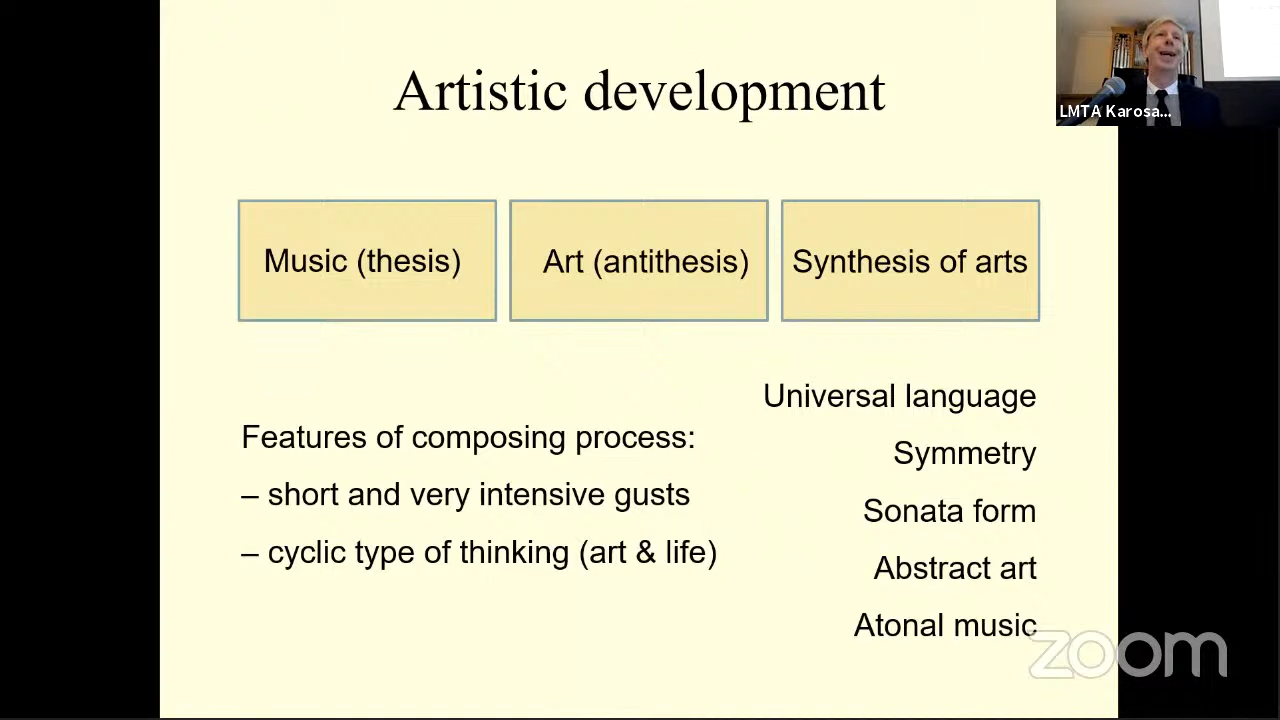 Artistic development
LMTA Karosa...
Music (thesis)
Art (antithesis)
Synthesis of arts
Features of composing process:
– short and very intensive gusts
– cyclic type of thinking (art & life)
Universal language
Symmetry
Sonata form
Abstract art
Atonal music
zoom